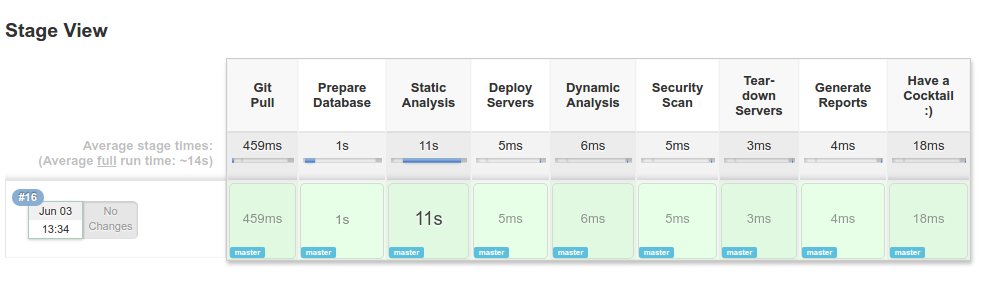 Stage View
Git
Pull
Prepare
Database
Static
Analysis
Deploy
Servers
Dynamic
Analysis
Security
Scan
Tear-
down
Servers
Generate
Reports
Have a
Cocktail
:)
Average stage times:
(Average full run time: ~14s)
459ms
1s
11s
5ms
6ms
5ms
3ms
4ms
18ms
#16
Jun 03
13:34
No
Changes
459ms
master
1s
master
11s
master
5ms
master
6ms
master
5ms
master
3ms
master
4ms
master
18ms
master